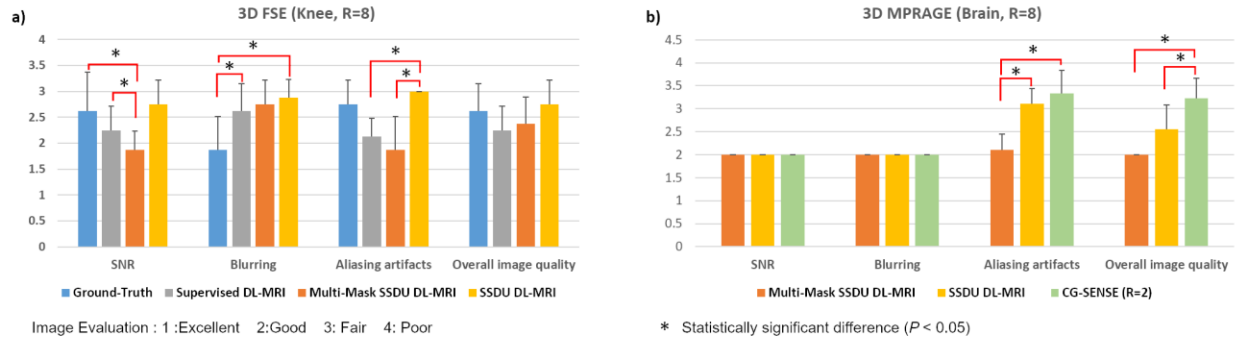 a)
3D FSE (Knee, R=8)
4
3.5
3
2.5
2
1.5
1
0.5
0
*
*
*
*
*
*
SNR
Blurring
Aliasing artifacts
Overall image quality
Ground-Truth
Supervised DL-MRI
Multi-Mask SSDU DL-MRI
SSDU DL-MRI
Image Evaluation : 1 :Excellent 2:Good 3: Fair 4: Poor
b)
3D MPRAGE (Brain, R=8)
4.5
4
3.5
3
2.5
2
1.5
1
0.5
0
*
*
*
*
SNR
Blurring
Aliasing artifacts
Overall image quality
Multi-Mask SSDU DL-MRI
SSDU DL-MRI
CG-SENSE (R=2)
* Statistically significant difference (P < 0.05)